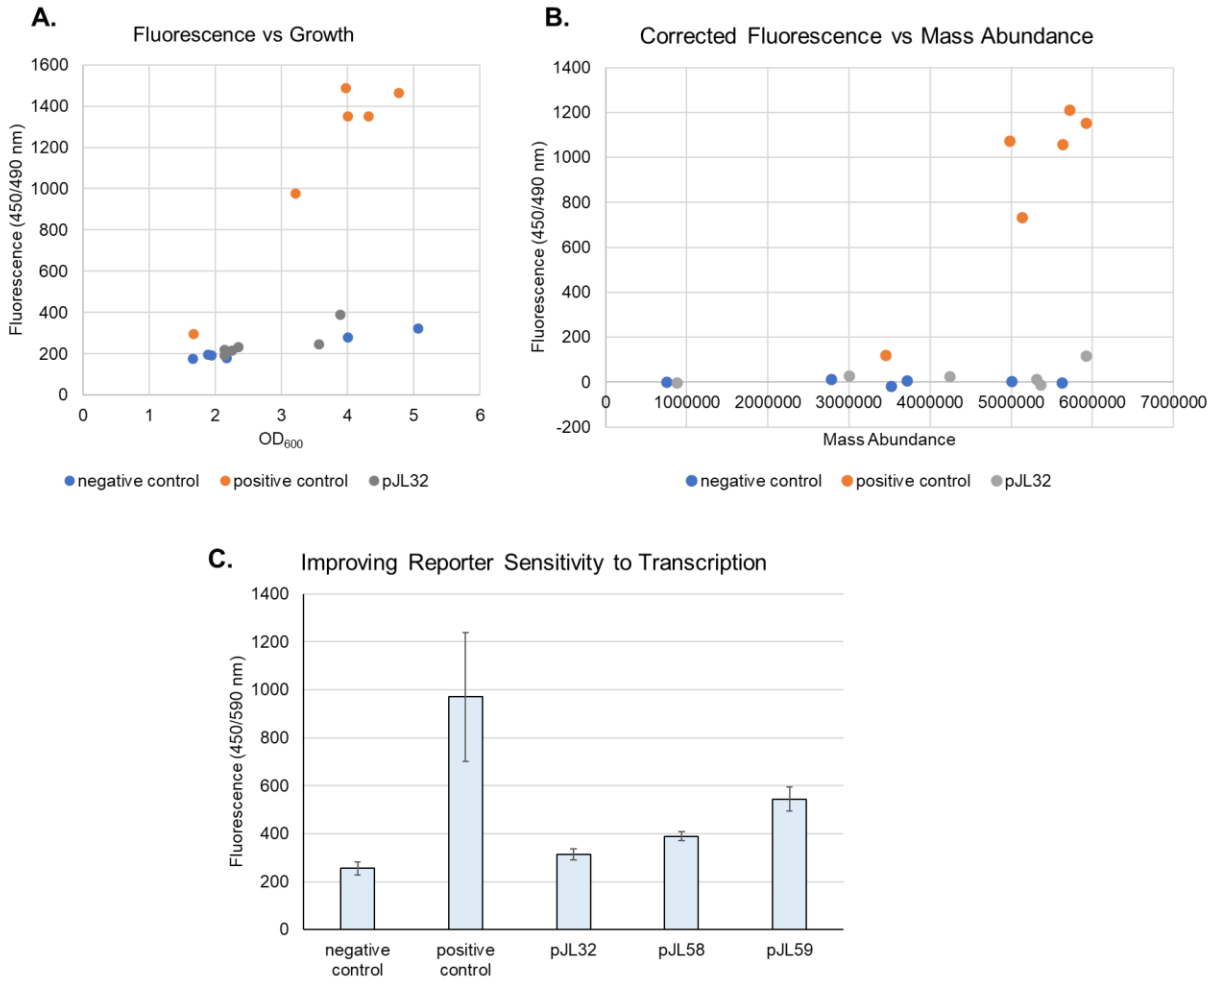 A.
Fluorescence vs Growth
Fluorescence (450/490 nm)
1600
1400
1200
1000
800
600
400
200
0
0 1 2 3 4 5 6
OD600
negative control positive control pJL32
B.
Corrected Fluorescence vs Mass Abundance
Fluorescence (450/490 nm)
1400
1200
1000
800
600
400
200
0
-200
0 1000000 2000000 3000000 4000000 5000000 6000000 7000000
Mass Abundance
negative control positive control pJL32
C.
Improving Reporter Sensitivity to Transcription
Fluorescence (450/590 nm)
1400
1200
1000
800
600
400
200
0
negative positive pJL32 pJL58 pJL59
control control